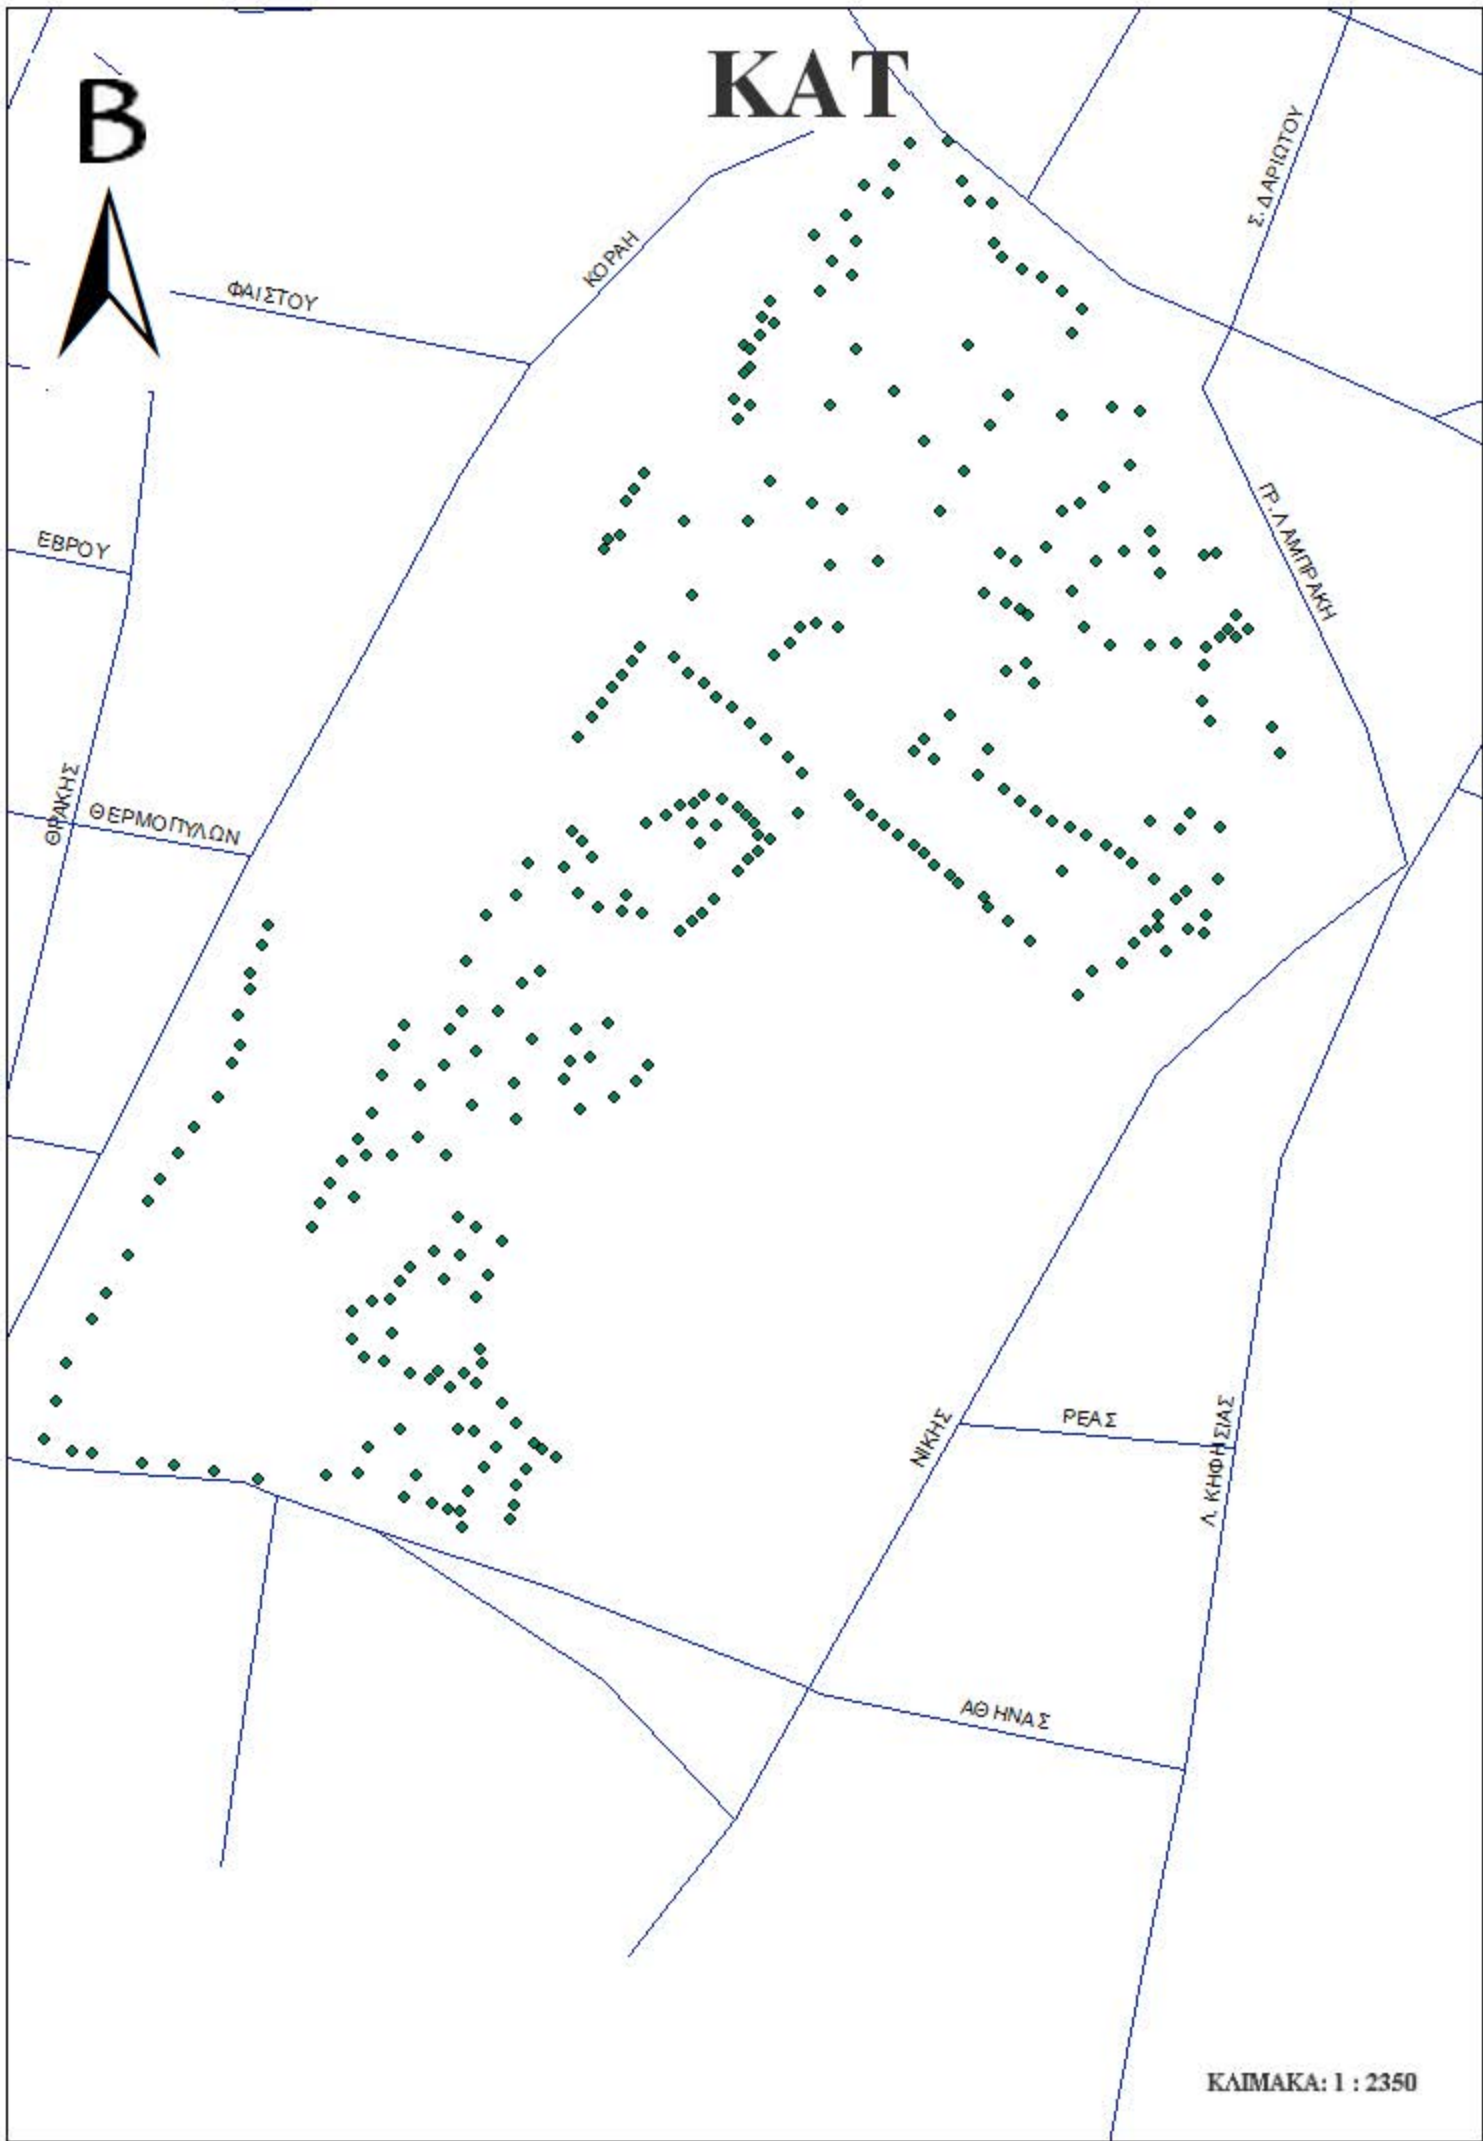 ΚΑΤ
Β
Σ. ΔΑΡΙΩΤΟΥ
ΚΟΡΑΗ
ΦΑΙΣΤΟΥ
ΓΡ. ΛΑΜΠΡΑΚΗ
ΕΒΡΟΥ
ΘΡΑΚΗΣ
ΘΕΡΜΟΠΥΛΩΝ
ΝΙΚΗΣ
ΡΕΑΣ
Λ. ΚΗΦΗΣΙΑΣ
ΑΘΗΝΑΣ
ΚΛΙΜΑΚΑ: 1 : 2350